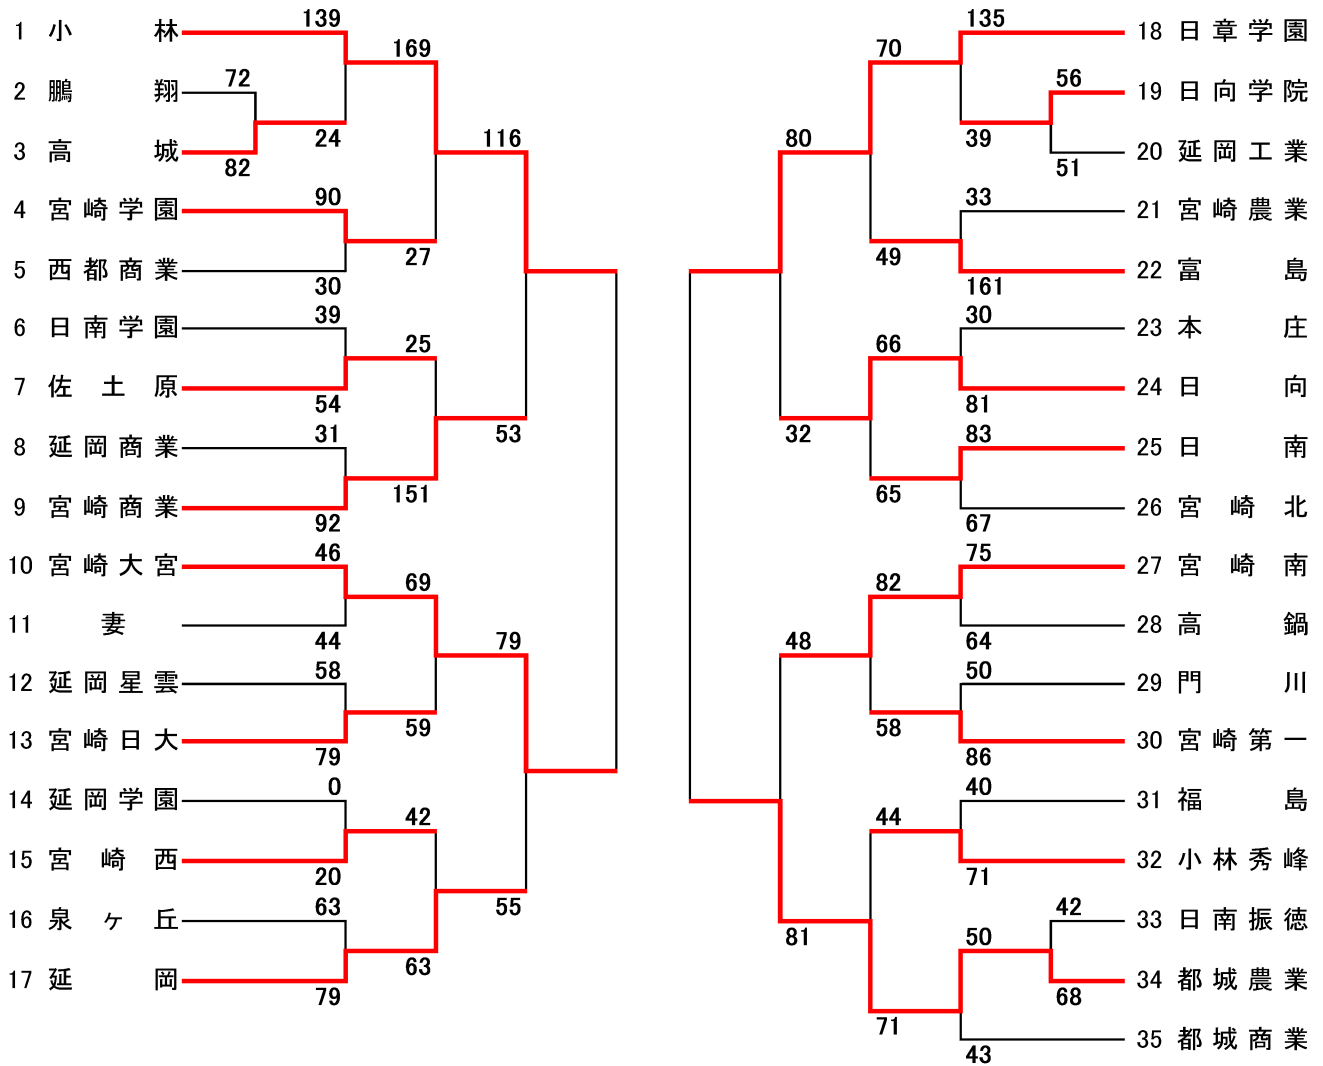 1 小林 139
169
2 鵬翔 72
24
3 高城 82
116
4 宮崎学園 90
27
5 西都商業 30
6 日南学園 39
25
7 佐土原 54
53
8 延岡商業 31
151
9 宮崎商業 92
10 宮崎大宮 46
69
11 妻 44
79
12 延岡星雲 58
59
13 宮崎日大 79
14 延岡学園 0
42
15 宮崎西 20
55
16 泉ヶ丘 63
63
17 延岡 79
135 18 日章学園
70
56 19 日向学院
39
51 20 延岡工業
80
33 21 宮崎農業
49
161 22 富島
30 23 本庄
66
81 24 日向
32
83 25 日南
65
67 26 宮崎北
75 27 宮崎南
82
64 28 高鍋
48
50 29 門川
58
86 30 宮崎第一
40 31 福島
44
71 32 小林秀峰
81
42 33 日南振徳
50
68 34 都城農業
71
43 35 都城商業